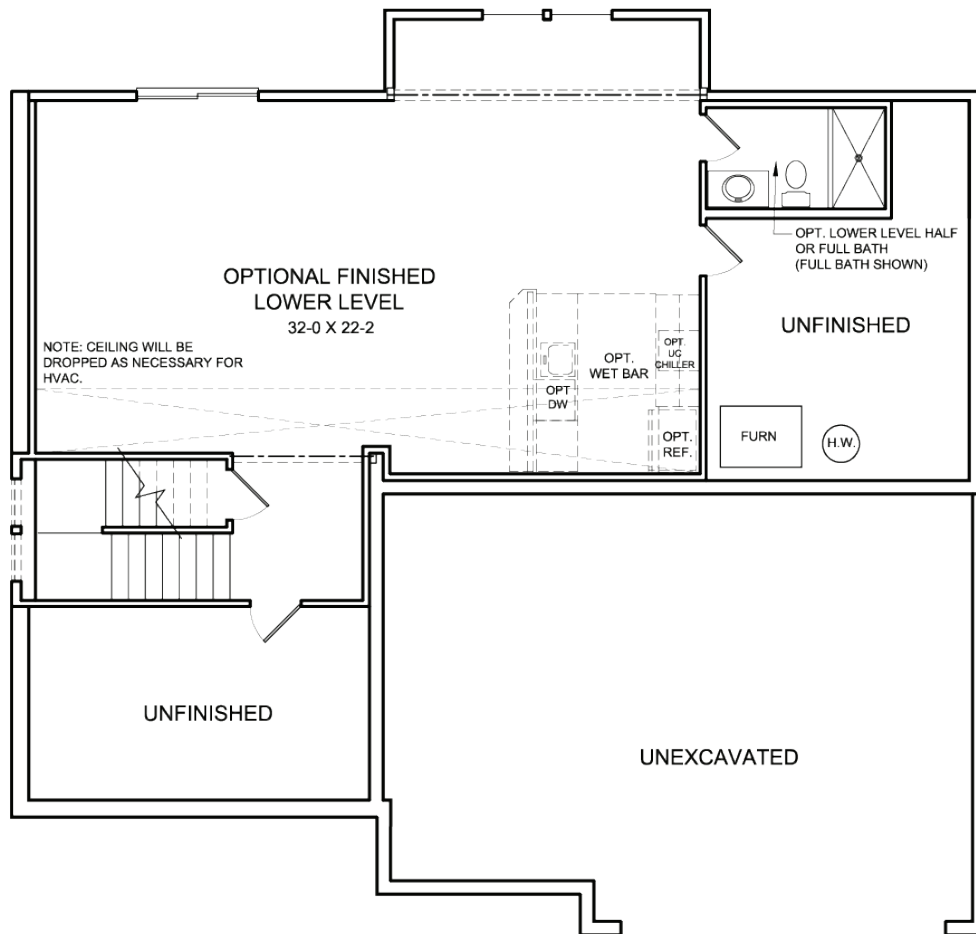 OPTIONAL FINISHED
LOWER LEVEL
32-0 X 22-2
NOTE: CEILING WILL BE
DROPPED AS NECESSARY FOR
HVAC.
OPT. LOWER LEVEL HALF
OR FULL BATH
(FULL BATH SHOWN)
UNFINISHED
OPT.
UC
CHILLER
OPT.
WET BAR
OPT
DW
OPT.
REF.
FURN
H.W.
UNFINISHED
UNEXCAVATED